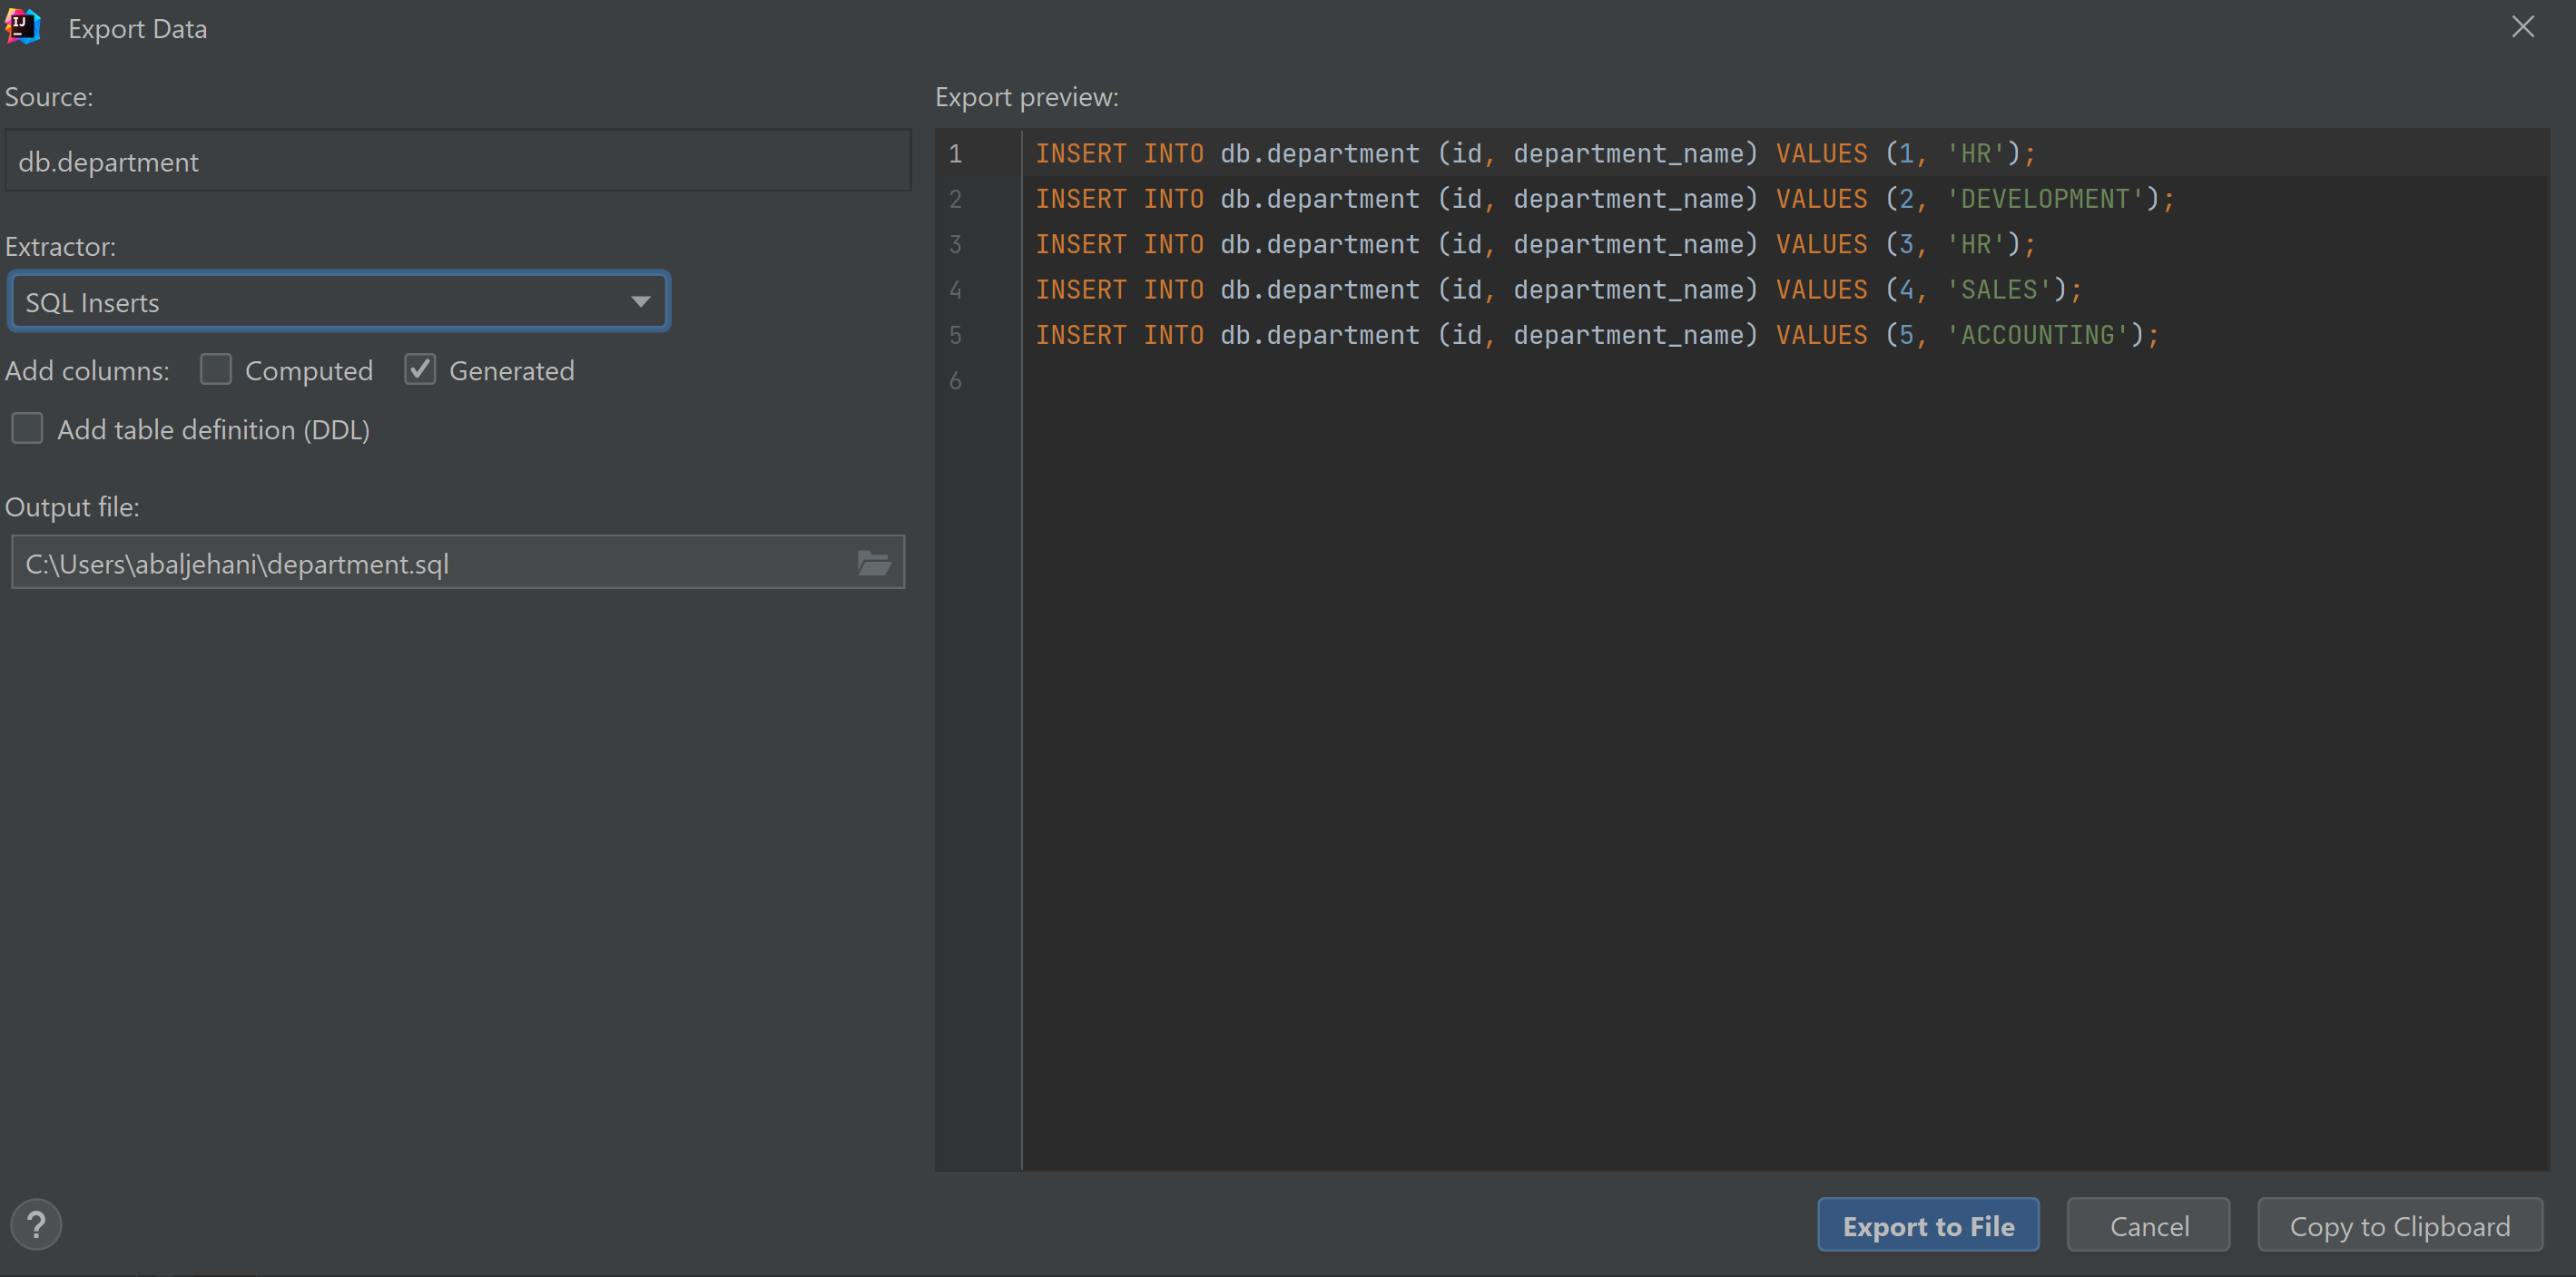 IJ
Export Data
Source:
db.department
Extractor:
SQL Inserts
Add columns: Computed Generated
Add table definition (DDL)
Output file:
C:\Users\abaljehani\department.sql
Export preview:
1 INSERT INTO db.department (id, department_name) VALUES (1, 'HR');
2 INSERT INTO db.department (id, department_name) VALUES (2, 'DEVELOPMENT');
3 INSERT INTO db.department (id, department_name) VALUES (3, 'HR');
4 INSERT INTO db.department (id, department_name) VALUES (4, 'SALES');
5 INSERT INTO db.department (id, department_name) VALUES (5, 'ACCOUNTING');
6
?
Export to File
Cancel
Copy to Clipboard